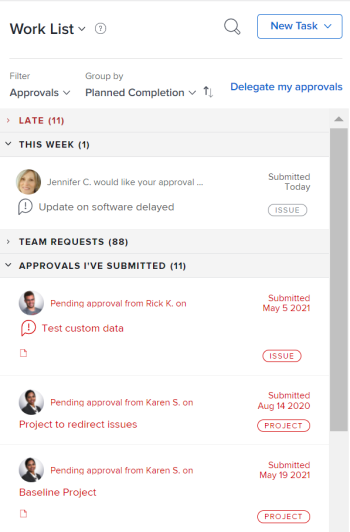 Work List
New Task
Filter
Group by
Approvals
Planned Completion
Delegate my approvals
LATE (11)
THIS WEEK (1)
Jennifer C. would like your approval ...
Submitted
Today
Update on software delayed
ISSUE
TEAM REQUESTS (88)
APPROVALS I'VE SUBMITTED (11)
Pending approval from Rick K. on
Submitted
May 5 2021
Test custom data
ISSUE
Pending approval from Karen S. on
Submitted
Aug 14 2020
Project to redirect issues
PROJECT
Pending approval from Karen S. on
Submitted
May 19 2021
Baseline Project
PROJECT